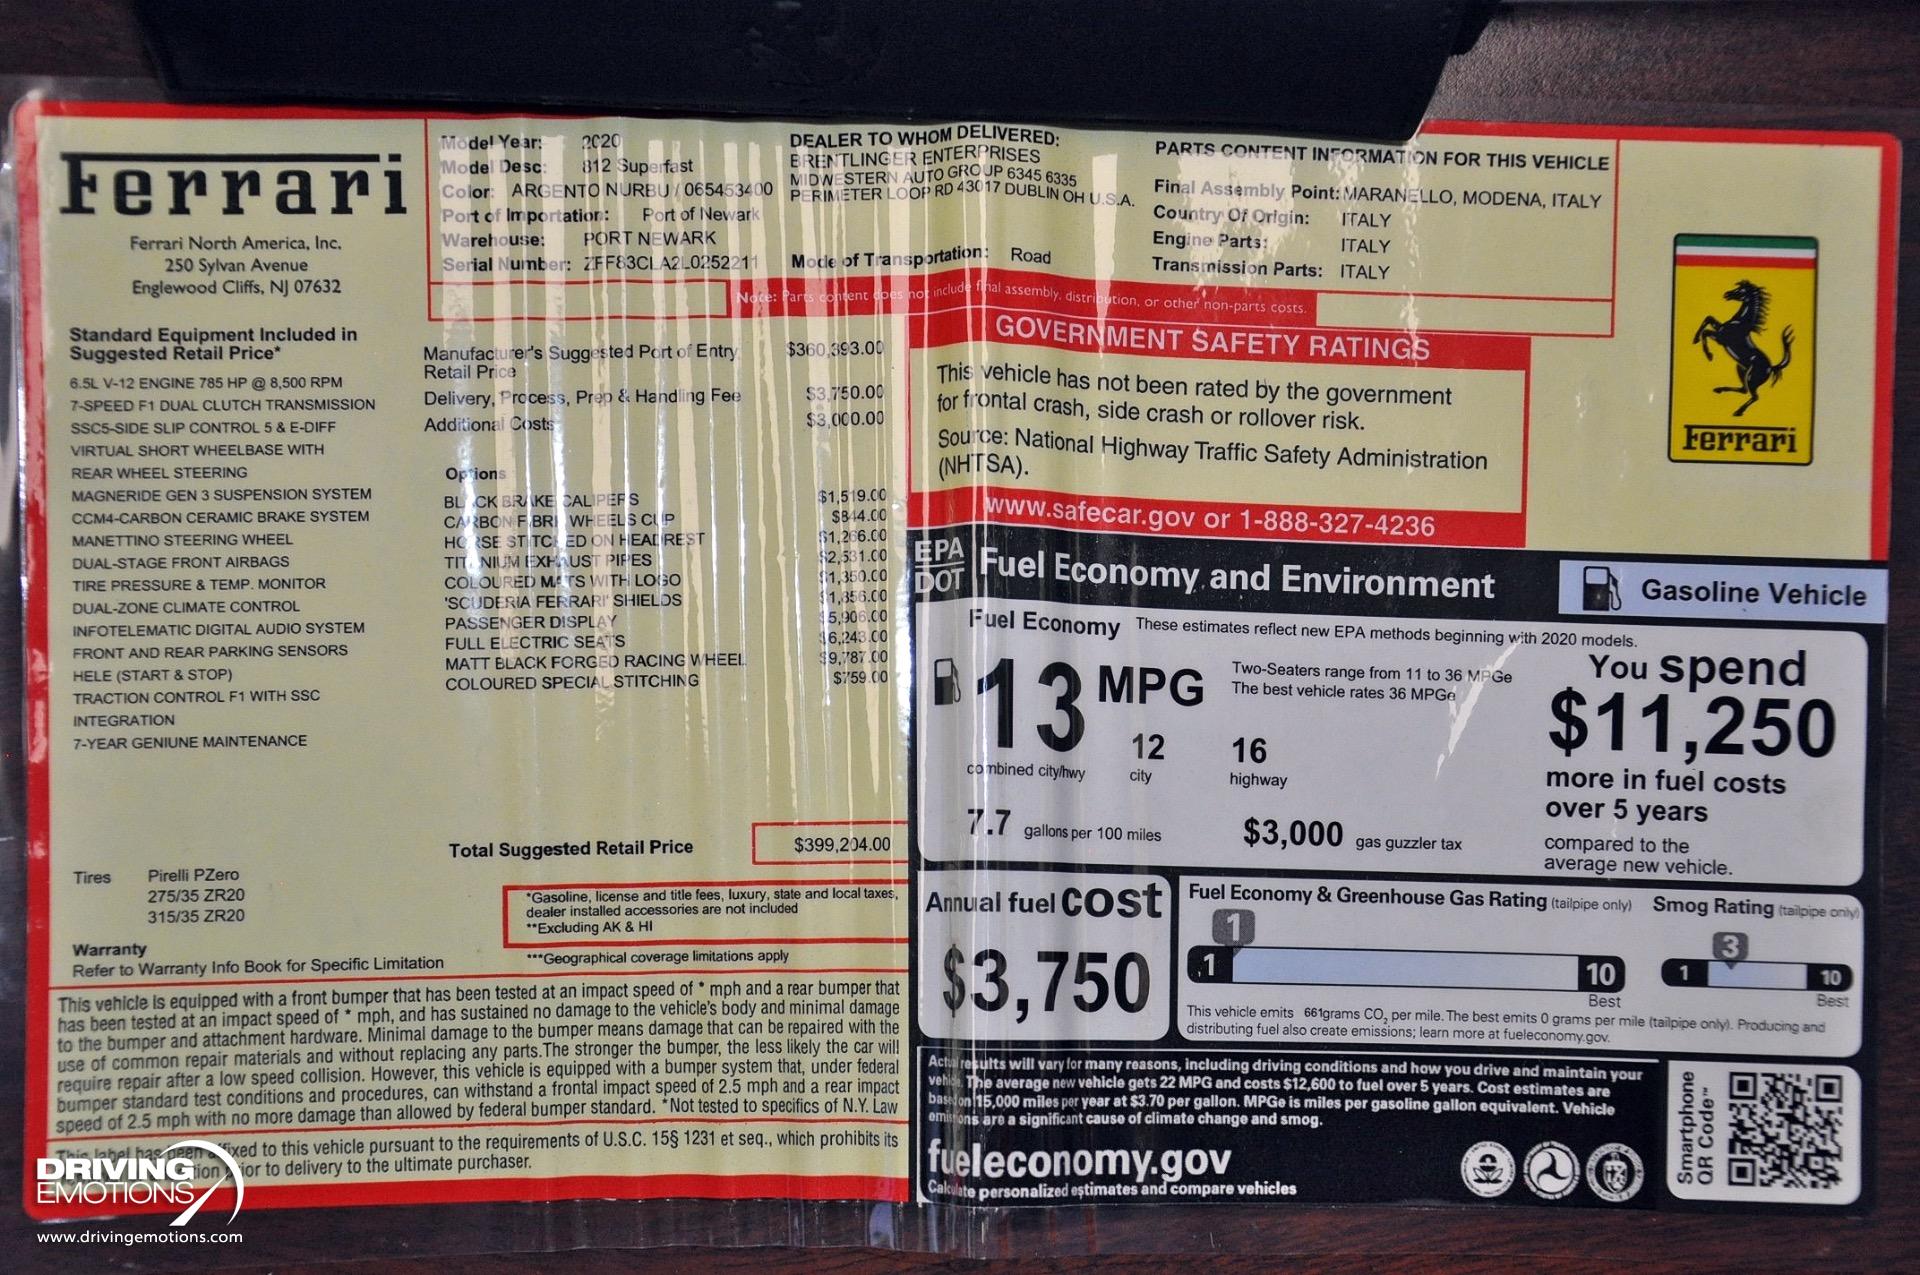 Ferrari
Ferrari North America, Inc.
250 Sylvan Avenue
Englewood Cliffs, NJ 07632
Model Year: 2020
Model Desc: 812 Superfast
Color: ARGENTO NURBU / 065453400
Port of Importation: Port of Newark
Warehouse: PORT NEWARK
Serial Number: ZFF83CLA2L0252211
DEALER TO WHOM DELIVERED:
BRENTLINGER ENTERPRISES
MIDWESTERN AUTO GROUP 6345 6335
PERIMETER LOOP RD 43017 DUBLIN OH U.S.A.
Mode of Transportation: Road
PARTS CONTENT INFORMATION FOR THIS VEHICLE
Final Assembly Point: MARANELLO, MODENA, ITALY
Country Of Origin: ITALY
Engine Parts: ITALY
Transmission Parts: ITALY
Note: Parts content does not include final assembly, distribution, or other non-parts costs.
Ferrari
Standard Equipment Included in
Suggested Retail Price*
6.5L V-12 ENGINE 785 HP @ 8,500 RPM
7-SPEED F1 DUAL CLUTCH TRANSMISSION
SSC5-SIDE SLIP CONTROL 5 & E-DIFF
VIRTUAL SHORT WHEELBASE WITH
REAR WHEEL STEERING
MAGNERIDE GEN 3 SUSPENSION SYSTEM
CCM4-CARBON CERAMIC BRAKE SYSTEM
MANETTINO STEERING WHEEL
DUAL-STAGE FRONT AIRBAGS
TIRE PRESSURE & TEMP. MONITOR
DUAL-ZONE CLIMATE CONTROL
INFOTELEMATIC DIGITAL AUDIO SYSTEM
FRONT AND REAR PARKING SENSORS
HELE (START & STOP)
TRACTION CONTROL F1 WITH SSC
INTEGRATION
7-YEAR GENIUNE MAINTENANCE
Tires Pirelli PZero
275/35 ZR20
315/35 ZR20
Warranty
Refer to Warranty Info Book for Specific Limitation
Manufacturer's Suggested Port of Entry $360,393.00
Retail Price
Delivery, Process, Prep & Handling Fee $3,750.00
Additional Costs $3,000.00
Options
BLACK BRAKE CALIPERS $1,519.00
CARBON FIBRE WHEELS CUP $844.00
HORSE STITCHED ON HEADREST $1,266.00
TITANIUM EXHAUST PIPES $2,531.00
COLOURED MATS WITH LOGO $1,350.00
'SCUDERIA FERRARI' SHIELDS $1,856.00
PASSENGER DISPLAY $5,906.00
FULL ELECTRIC SEATS $6,243.00
MATT BLACK FORGED RACING WHEEL $9,787.00
COLOURED SPECIAL STITCHING $759.00
Total Suggested Retail Price $399,204.00
*Gasoline, license and title fees, luxury, state and local taxes,
dealer installed accessories are not included
**Excluding AK & HI
***Geographical coverage limitations apply
This vehicle is equipped with a front bumper that has been tested at an impact speed of * mph and a rear bumper that
has been tested at an impact speed of * mph, and has sustained no damage to the vehicle's body and minimal damage
to the bumper and attachment hardware. Minimal damage to the bumper means damage that can be repaired with the
use of common repair materials and without replacing any parts.The stronger the bumper, the less likely the car will
require repair after a low speed collision. However, this vehicle is equipped with a bumper system that, under federal
bumper standard test conditions and procedures, can withstand a frontal impact speed of 2.5 mph and a rear impact
speed of 2.5 mph with no more damage than allowed by federal bumper standard. *Not tested to specifics of N.Y. Law
This label has been affixed to this vehicle pursuant to the requirements of U.S.C. 15§ 1231 et seq., which prohibits its
prior to delivery to the ultimate purchaser.
GOVERNMENT SAFETY RATINGS
This vehicle has not been rated by the government
for frontal crash, side crash or rollover risk.
Source: National Highway Traffic Safety Administration
(NHTSA).
www.safecar.gov or 1-888-327-4236
EPA
DOT
Fuel Economy and Environment
Gasoline Vehicle
Fuel Economy
These estimates reflect new EPA methods beginning with 2020 models.
13 MPG
combined city/hwy
12
city
16
highway
Two-Seaters range from 11 to 36 MPGe
The best vehicle rates 36 MPGe
7.7 gallons per 100 miles
$3,000 gas guzzler tax
You spend
$11,250
more in fuel costs
over 5 years
compared to the
average new vehicle.
Annual fuel cost
$3,750
Fuel Economy & Greenhouse Gas Rating (tailpipe only)
1
1 10
Best
Smog Rating (tailpipe only)
3
1 10
Best
This vehicle emits 661grams CO2 per mile. The best emits 0 grams per mile (tailpipe only). Producing and
distributing fuel also create emissions; learn more at fueleconomy.gov.
Actual results will vary for many reasons, including driving conditions and how you drive and maintain your
vehicle. The average new vehicle gets 22 MPG and costs $12,600 to fuel over 5 years. Cost estimates are
based on 15,000 miles per year at $3.70 per gallon. MPGe is miles per gasoline gallon equivalent. Vehicle
emissions are a significant cause of climate change and smog.
fueleconomy.gov
Calculate personalized estimates and compare vehicles
Smartphone
QR Code™
DRIVING
EMOTIONS
www.drivingemotions.com